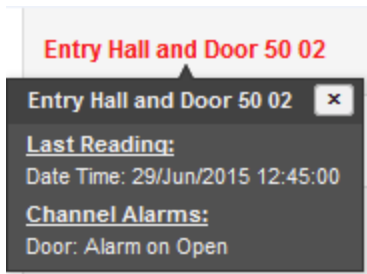 Entry Hall and Door 50 02
Entry Hall and Door 50 02 ×
Last Reading:
Date Time: 29/Jun/2015 12:45:00
Channel Alarms:
Door: Alarm on Open